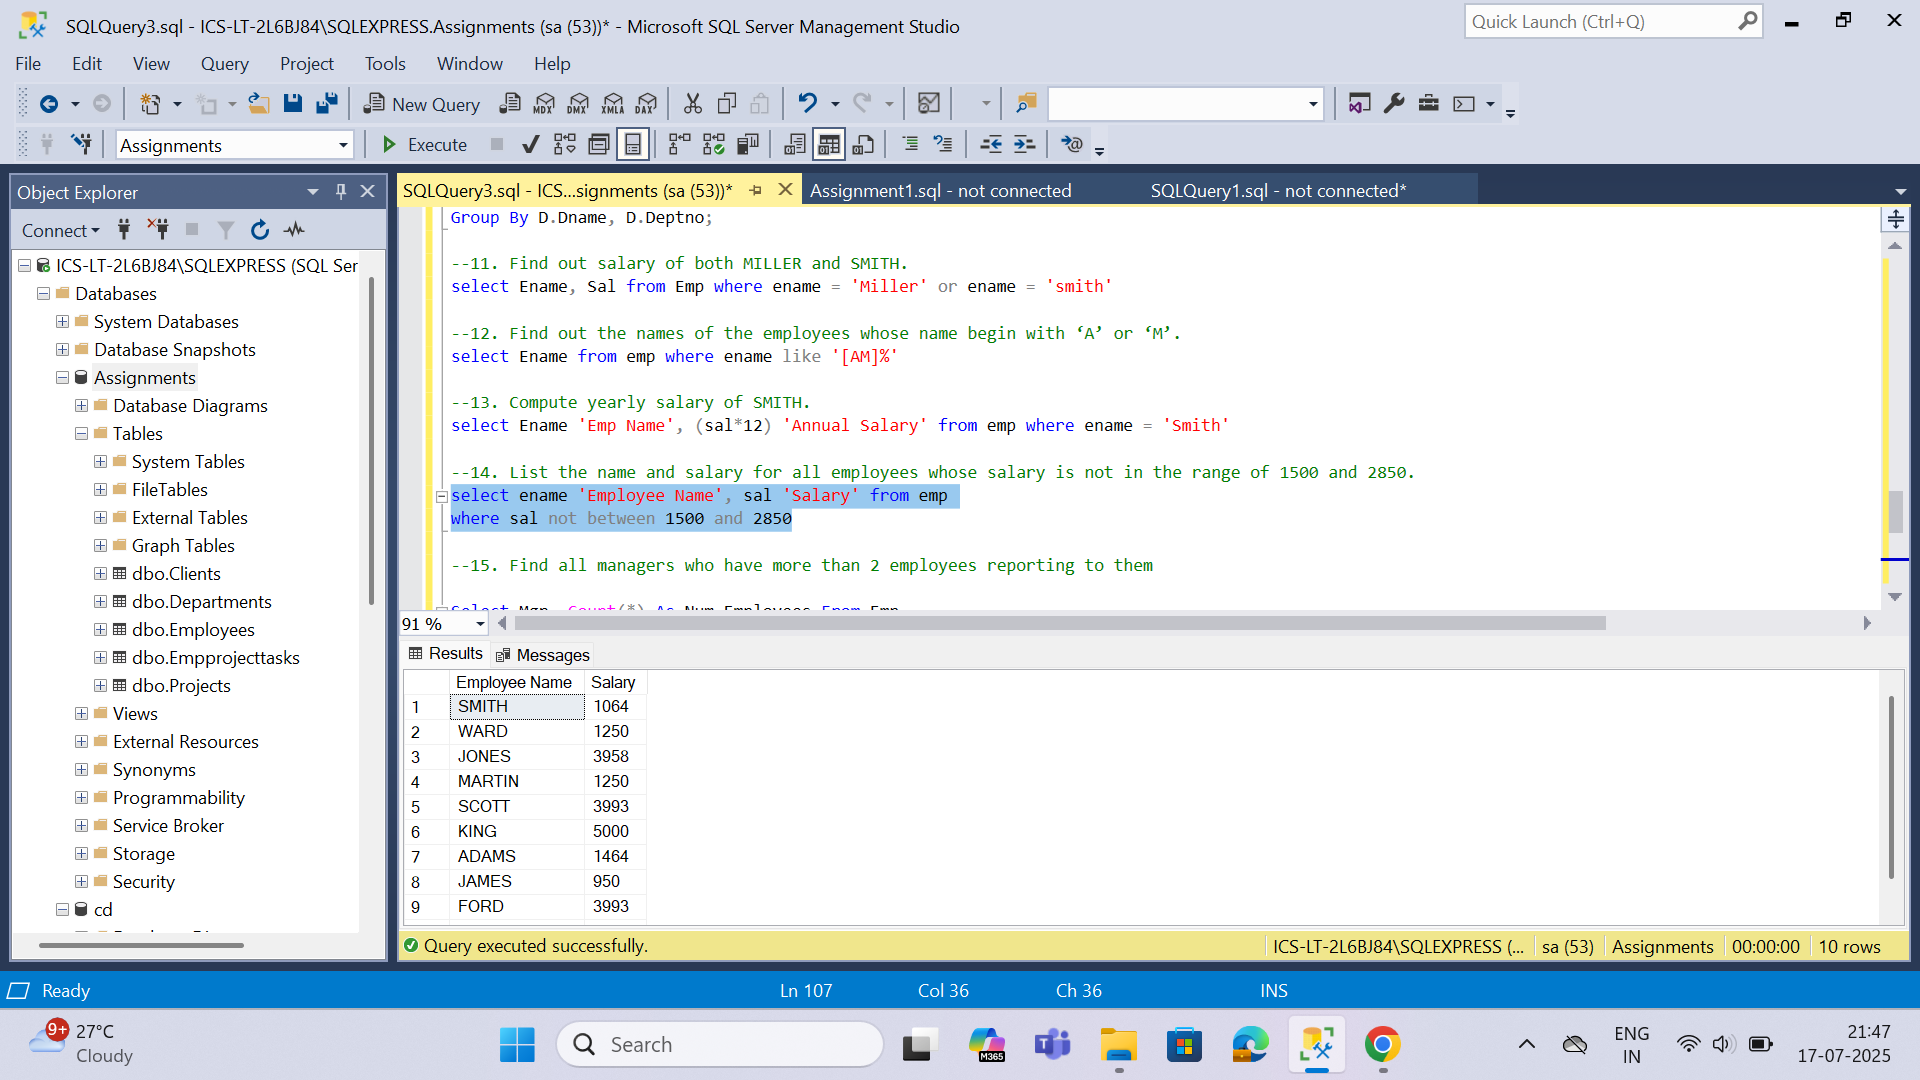 SQLQuery3.sql - ICS-LT-2L6BJ84\SQLEXPRESS.Assignments (sa (53))* - Microsoft SQL Server Management Studio
Quick Launch (Ctrl+Q)
File Edit View Query Project Tools Window Help
New Query MDX DMX XMLA DAX
Assignments Execute
Object Explorer
Connect
ICS-LT-2L6BJ84\SQLEXPRESS (SQL Ser
Databases
System Databases
Database Snapshots
Assignments
Database Diagrams
Tables
System Tables
FileTables
External Tables
Graph Tables
dbo.Clients
dbo.Departments
dbo.Employees
dbo.Empprojecttasks
dbo.Projects
Views
External Resources
Synonyms
Programmability
Service Broker
Storage
Security
cd
SQLQuery3.sql - ICS...signments (sa (53))* Assignment1.sql - not connected SQLQuery1.sql - not connected*
Group By D.Dname, D.Deptno;
--11. Find out salary of both MILLER and SMITH.
select Ename, Sal from Emp where ename = 'Miller' or ename = 'smith'
--12. Find out the names of the employees whose name begin with ‘A’ or ‘M’.
select Ename from emp where ename like '[AM]%'
--13. Compute yearly salary of SMITH.
select Ename 'Emp Name', (sal*12) 'Annual Salary' from emp where ename = 'Smith'
--14. List the name and salary for all employees whose salary is not in the range of 1500 and 2850.
select ename 'Employee Name', sal 'Salary' from emp
where sal not between 1500 and 2850
--15. Find all managers who have more than 2 employees reporting to them
91 %
Results Messages
Employee Name Salary
1 SMITH 1064
2 WARD 1250
3 JONES 3958
4 MARTIN 1250
5 SCOTT 3993
6 KING 5000
7 ADAMS 1464
8 JAMES 950
9 FORD 3993
Query executed successfully. ICS-LT-2L6BJ84\SQLEXPRESS (... sa (53) Assignments 00:00:00 10 rows
Ready Ln 107 Col 36 Ch 36 INS
9+ 27°C
Cloudy
Search
M365
ENG
IN
21:47
17-07-2025